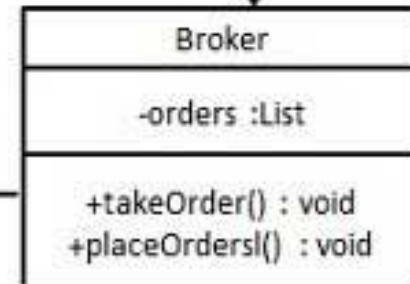 Broker
-orders :List
+takeOrder() : void
+placeOrdersl() : void